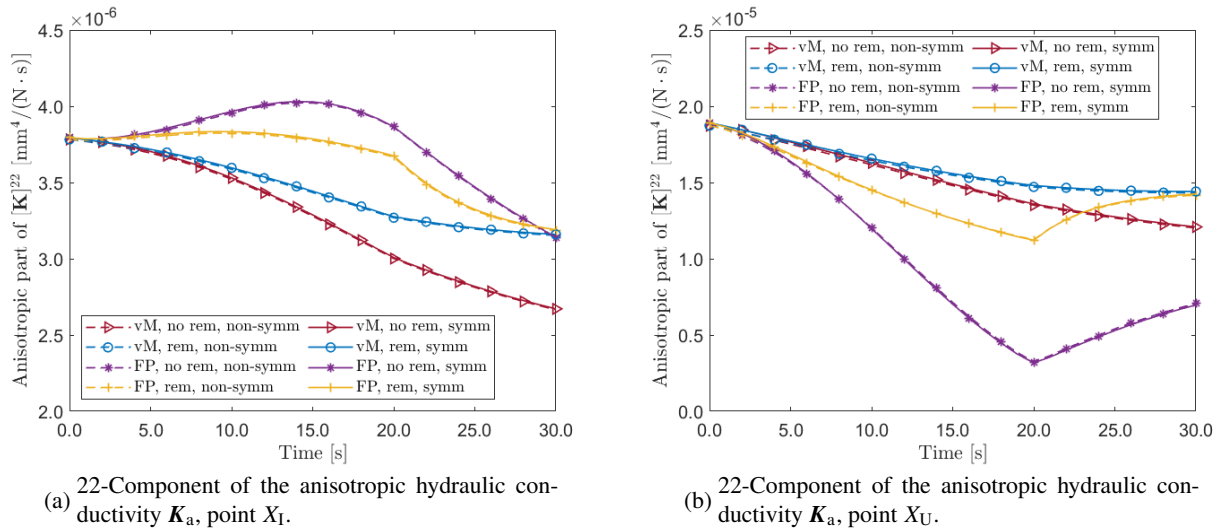 ×10⁻⁶
4.5
4.0
3.5
3.0
2.5
2.0
Anisotropic part of [K]²² [mm⁴/(N · s)]
vM, no rem, non-symm
vM, no rem, symm
vM, rem, non-symm
vM, rem, symm
FP, no rem, non-symm
FP, no rem, symm
FP, rem, non-symm
FP, rem, symm
0.0 5.0 10.0 15.0 20.0 25.0 30.0
Time [s]
(a) 22-Component of the anisotropic hydraulic con-
ductivity Kₐ, point X_I.
×10⁻⁵
2.5
2.0
1.5
1.0
0.5
0.0
Anisotropic part of [K]²² [mm⁴/(N · s)]
vM, no rem, non-symm
vM, no rem, symm
vM, rem, non-symm
vM, rem, symm
FP, no rem, non-symm
FP, no rem, symm
FP, rem, non-symm
FP, rem, symm
0.0 5.0 10.0 15.0 20.0 25.0 30.0
Time [s]
(b) 22-Component of the anisotropic hydraulic con-
ductivity Kₐ, point X_U.